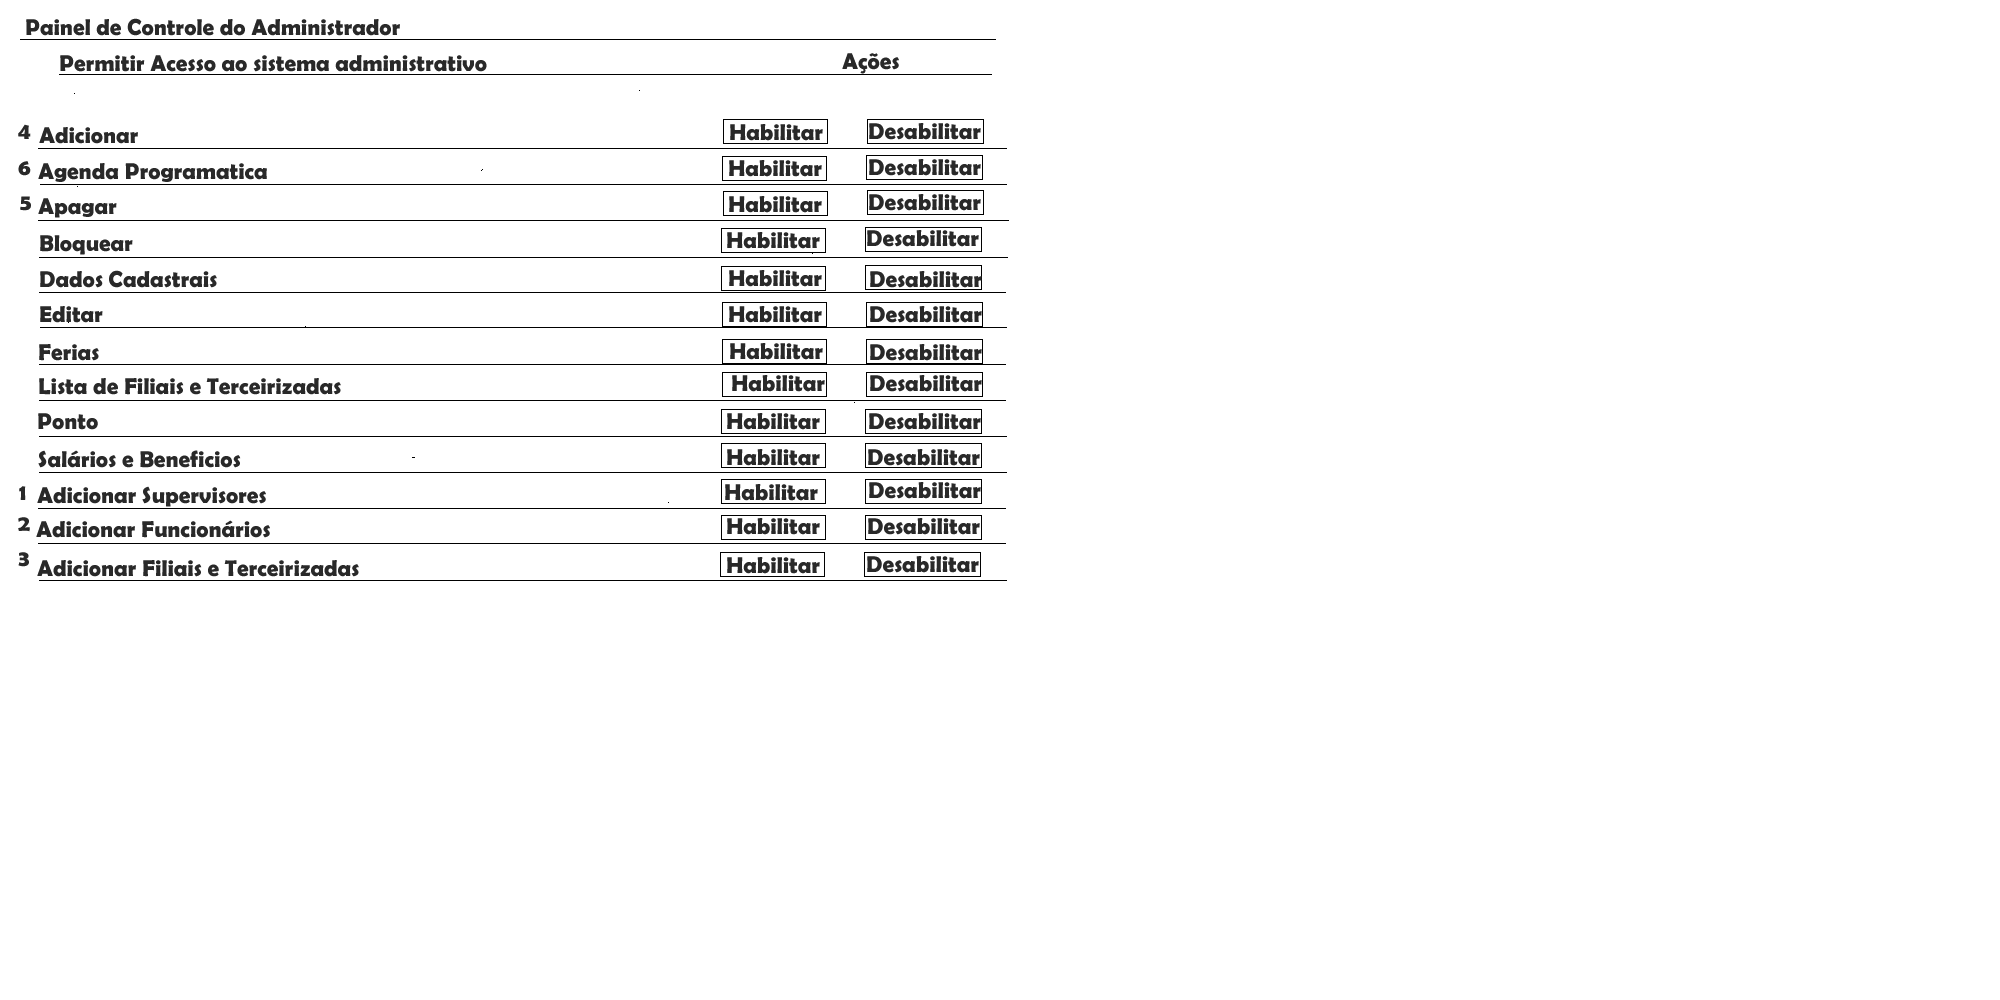 Painel de Controle do Administrador
Permitir Acesso ao sistema administrativo Ações
4 Adicionar Habilitar Desabilitar
6 Agenda Programatica Habilitar Desabilitar
5 Apagar Habilitar Desabilitar
Bloquear Habilitar Desabilitar
Dados Cadastrais Habilitar Desabilitar
Editar Habilitar Desabilitar
Ferias Habilitar Desabilitar
Lista de Filiais e Terceirizadas Habilitar Desabilitar
Ponto Habilitar Desabilitar
Salários e Beneficios Habilitar Desabilitar
1 Adicionar Supervisores Habilitar Desabilitar
2 Adicionar Funcionários Habilitar Desabilitar
3 Adicionar Filiais e Terceirizadas Habilitar Desabilitar